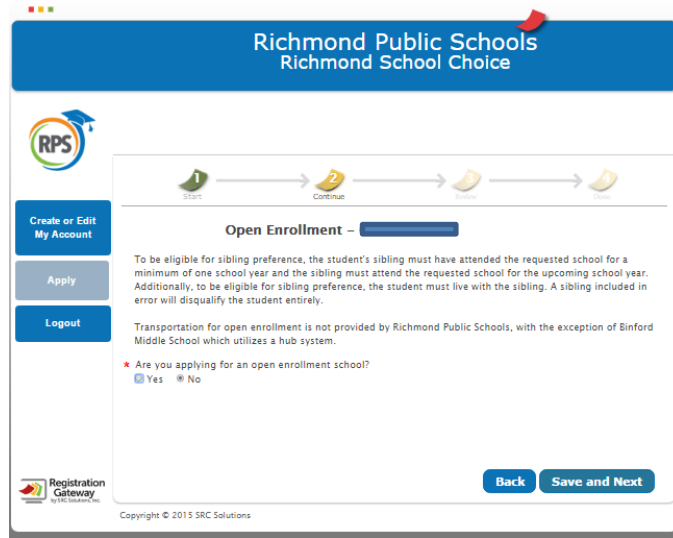 Richmond Public Schools
Richmond School Choice
RPS
1
2
3
4
Start
Continue
Review
Done
Create or Edit
My Account
Apply
Logout
Open Enrollment –
To be eligible for sibling preference, the student's sibling must have attended the requested school for a
minimum of one school year and the sibling must attend the requested school for the upcoming school year.
Additionally, to be eligible for sibling preference, the student must live with the sibling. A sibling included in
error will disqualify the student entirely.
Transportation for open enrollment is not provided by Richmond Public Schools, with the exception of Binford
Middle School which utilizes a hub system.
* Are you applying for an open enrollment school?
Yes No
Back Save and Next
Registration
Gateway
by SRC Solutions, Inc.
Copyright © 2015 SRC Solutions